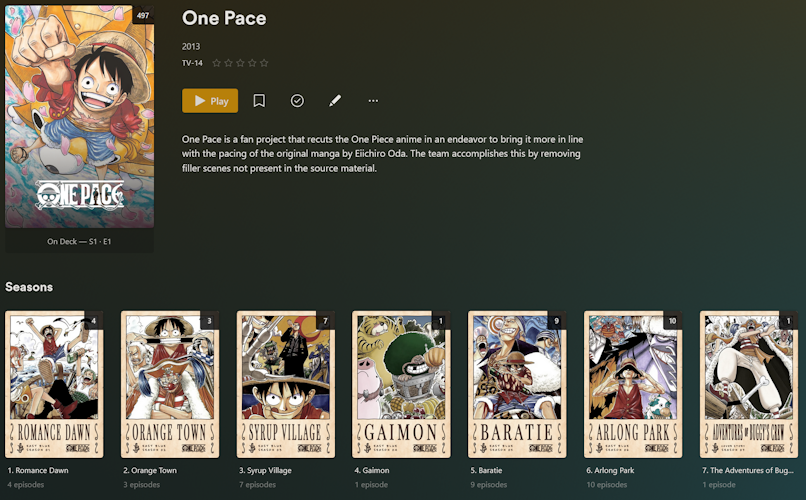 497
One Pace
2013
TV-14
Play
One Pace is a fan project that recuts the One Piece anime in an endeavor to bring it more in line
with the pacing of the original manga by Eiichiro Oda. The team accomplishes this by removing
filler scenes not present in the source material.
ONE PACE
On Deck — S1 · E1
Seasons
4
3
7
1
9
10
1
ROMANCE DAWN
ORANGE TOWN
SYRUP VILLAGE
GAIMON
BARATIE
ARLONG PARK
ADVENTURES OF BUGGY'S CREW
1. Romance Dawn
2. Orange Town
3. Syrup Village
4. Gaimon
5. Baratie
6. Arlong Park
7. The Adventures of Bug...
4 episodes
3 episodes
7 episodes
1 episode
9 episodes
10 episodes
1 episode